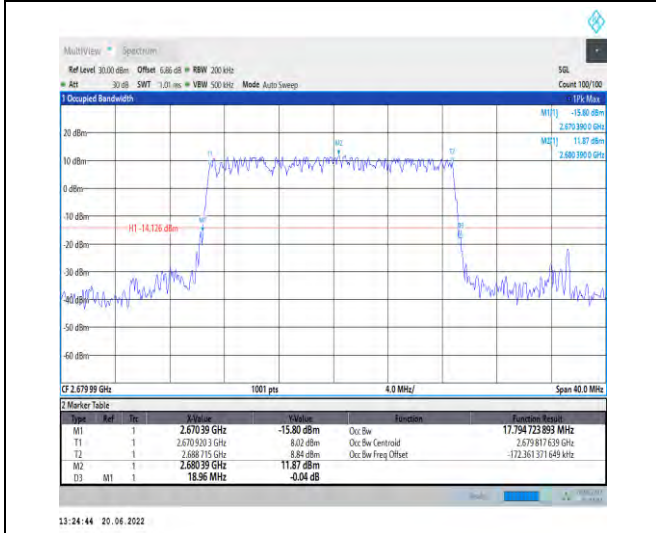 MultiView Spectrum
Ref Level 30.00 dBm Offset 6.86 dB RBW 200 kHz SGL
Att 30 dB SWT 1.01 ms VBW 500 kHz Mode Auto Sweep Count 100/100
1 Occupied Bandwidth 1Pk Max
M1[1] -15.80 dBm
2.670 390 0 GHz
M2[1] 11.87 dBm
2.680 390 0 GHz
20 dBm
M2
T1
T2
10 dBm
0 dBm
-10 dBm
M1
H1 -14.126 dBm
-20 dBm
-30 dBm
-40 dBm
-50 dBm
-60 dBm
CF 2.679 99 GHz 1001 pts 4.0 MHz/ Span 40.0 MHz
2 Marker Table
Type Ref Trc X-Value Y-Value Function Function Result
M1 1 2.670 39 GHz -15.80 dBm Occ Bw 17.794 723 893 MHz
T1 1 2.670 920 3 GHz 8.02 dBm Occ Bw Centroid 2.679 817 639 GHz
T2 1 2.688 715 GHz 8.84 dBm Occ Bw Freq Offset -172.361 371 649 kHz
M2 1 2.680 39 GHz 11.87 dBm
D3 M1 1 18.96 MHz -0.04 dB
13:24:44 20.06.2022